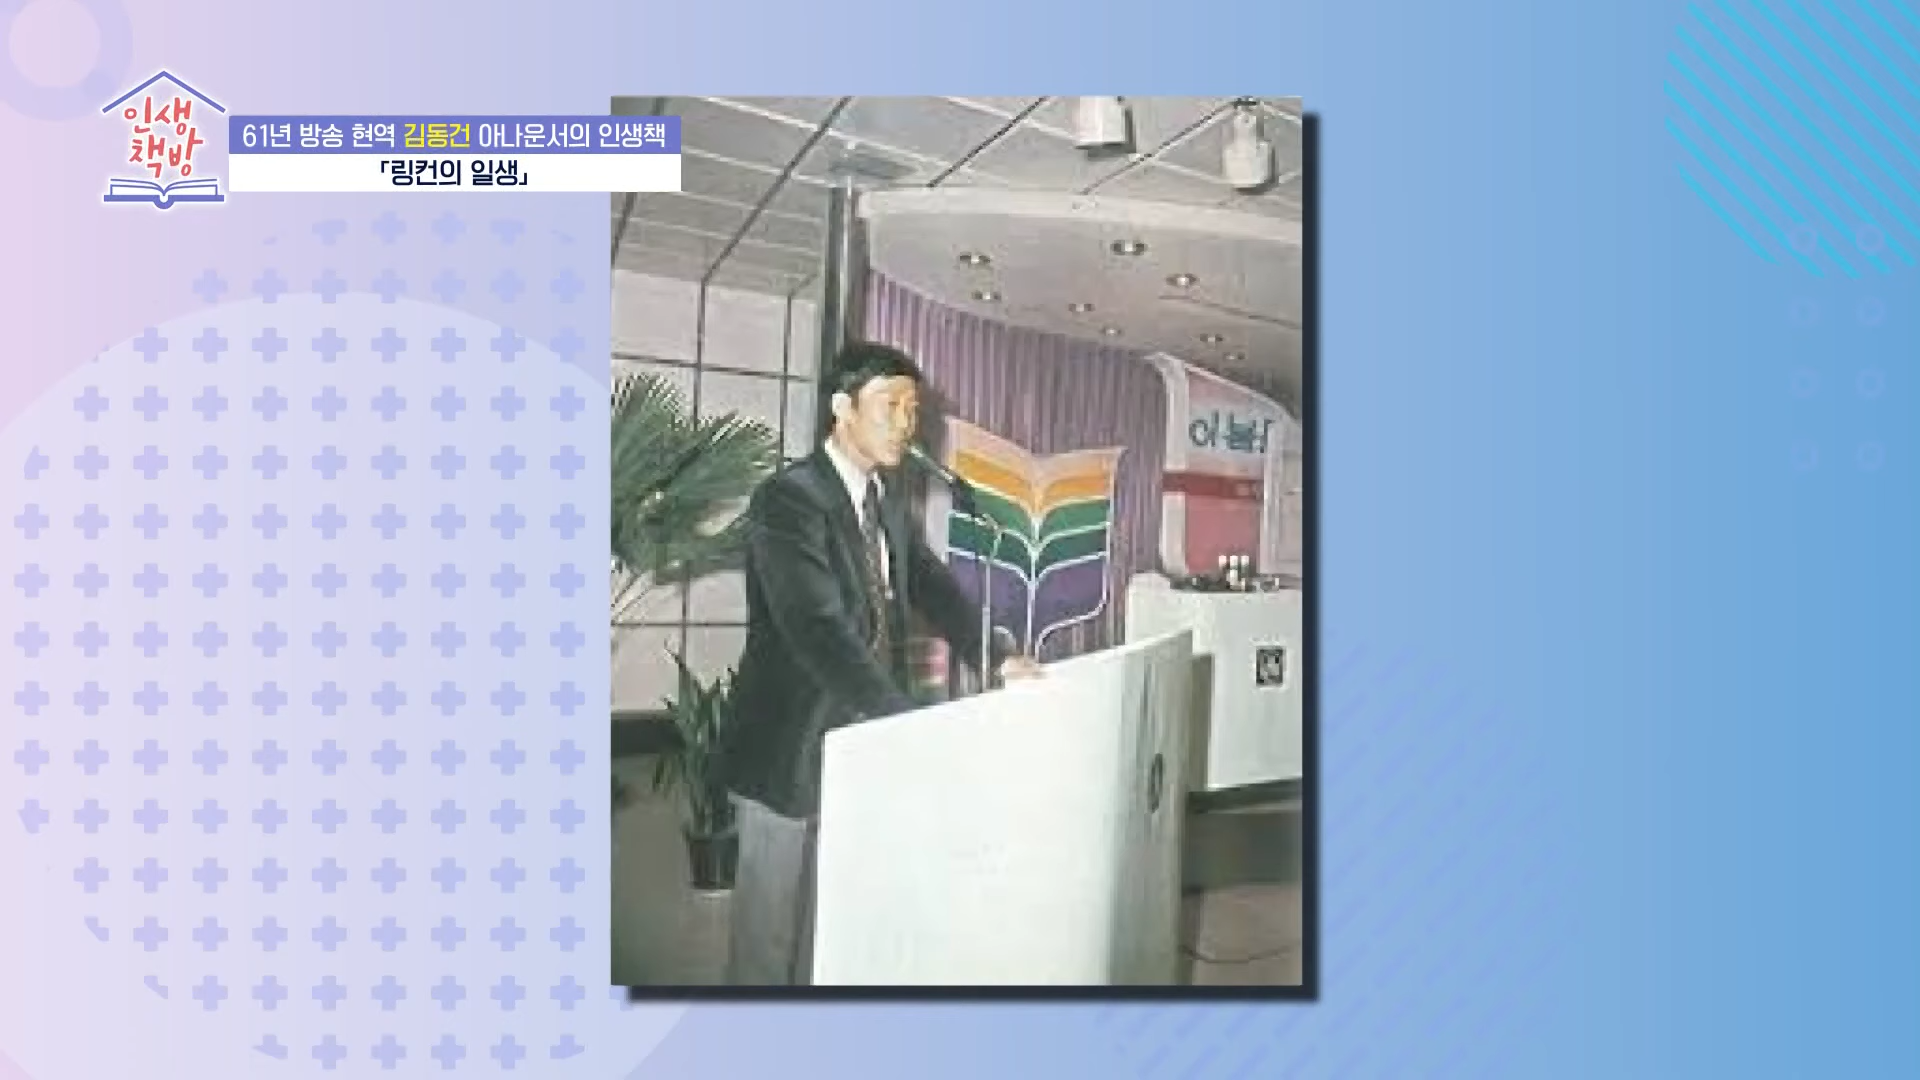 인생
책방
61년 방송 현역 김동건 아나운서의 인생책
「링컨의 일생」